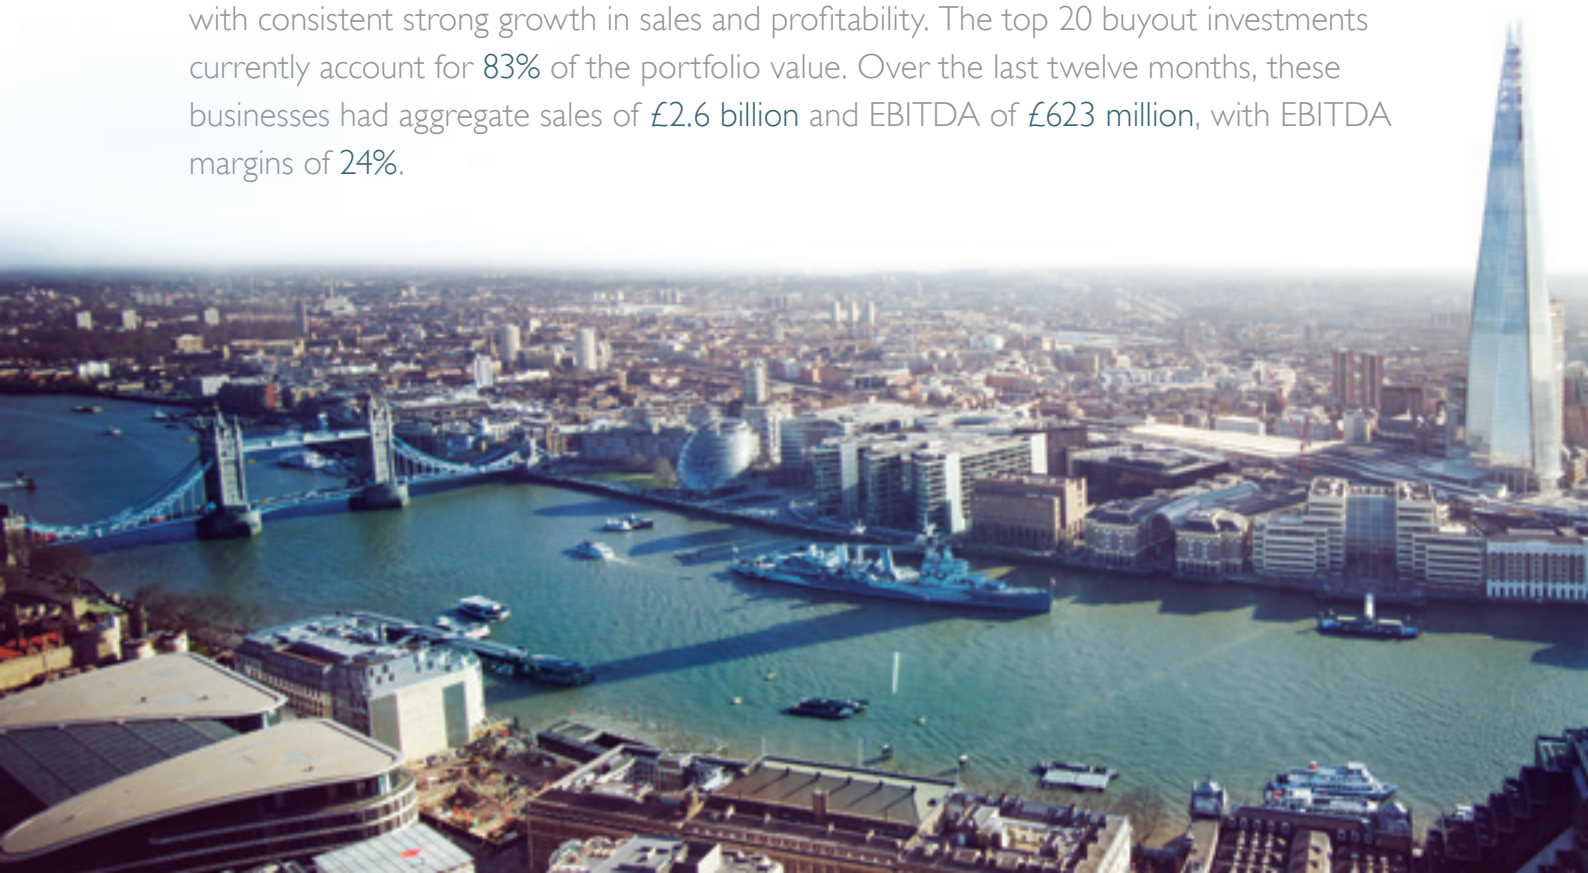 with consistent strong growth in sales and profitability. The top 20 buyout investments
currently account for 83% of the portfolio value. Over the last twelve months, these
businesses had aggregate sales of £2.6 billion and EBITDA of £623 million, with EBITDA
margins of 24%.